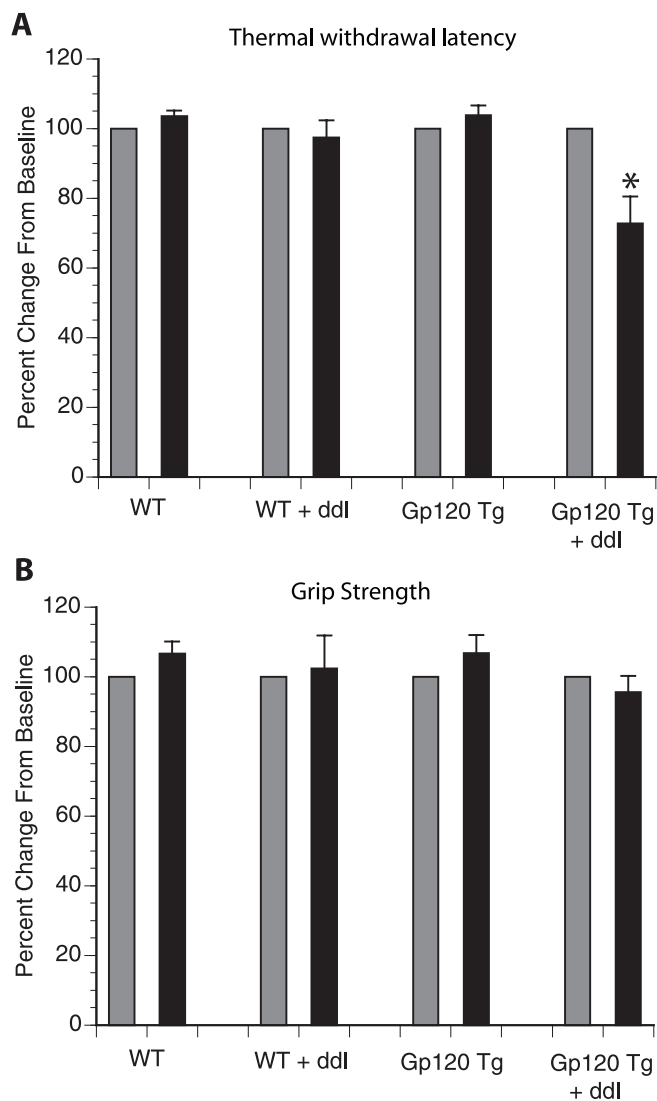 A
Thermal withdrawal latency
Percent Change From Baseline
120
100
80
60
40
20
0
*
WT
WT + ddI
Gp120 Tg
Gp120 Tg
+ ddI
B
Grip Strength
Percent Change From Baseline
120
100
80
60
40
20
0
WT
WT + ddI
Gp120 Tg
Gp120 Tg
+ ddI